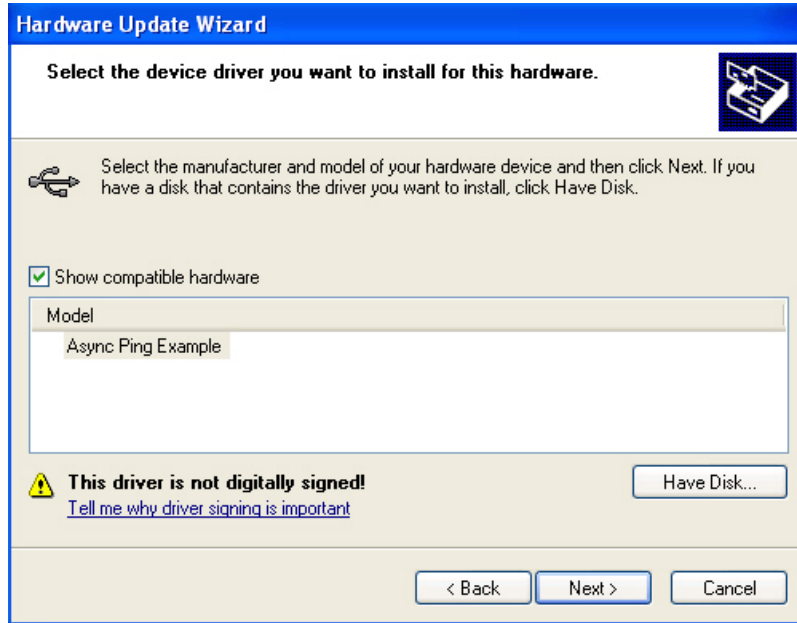 Hardware Update Wizard
Select the device driver you want to install for this hardware.
Select the manufacturer and model of your hardware device and then click Next. If you
have a disk that contains the driver you want to install, click Have Disk.
Show compatible hardware
Model
Async Ping Example
This driver is not digitally signed!
Have Disk...
Tell me why driver signing is important
< Back
Next >
Cancel